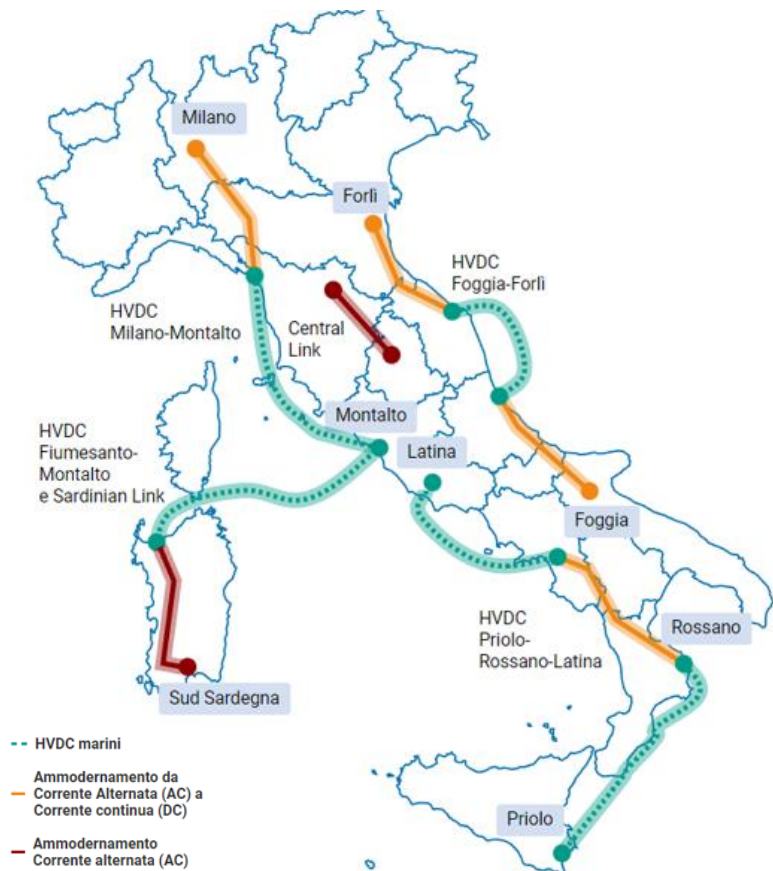 Milano
Forlì
HVDC
Foggia-Forlì
HVDC
Milano-Montalto
Central
Link
Montalto
HVDC
Fiumesanto-
Montalto
e Sardinian Link
Latina
Foggia
HVDC
Priolo-
Rossano-Latina
Rossano
Sud Sardegna
HVDC marini
Ammodernamento da
Corrente Alternata (AC) a
Corrente continua (DC)
Priolo
Ammodernamento
Corrente alternata (AC)